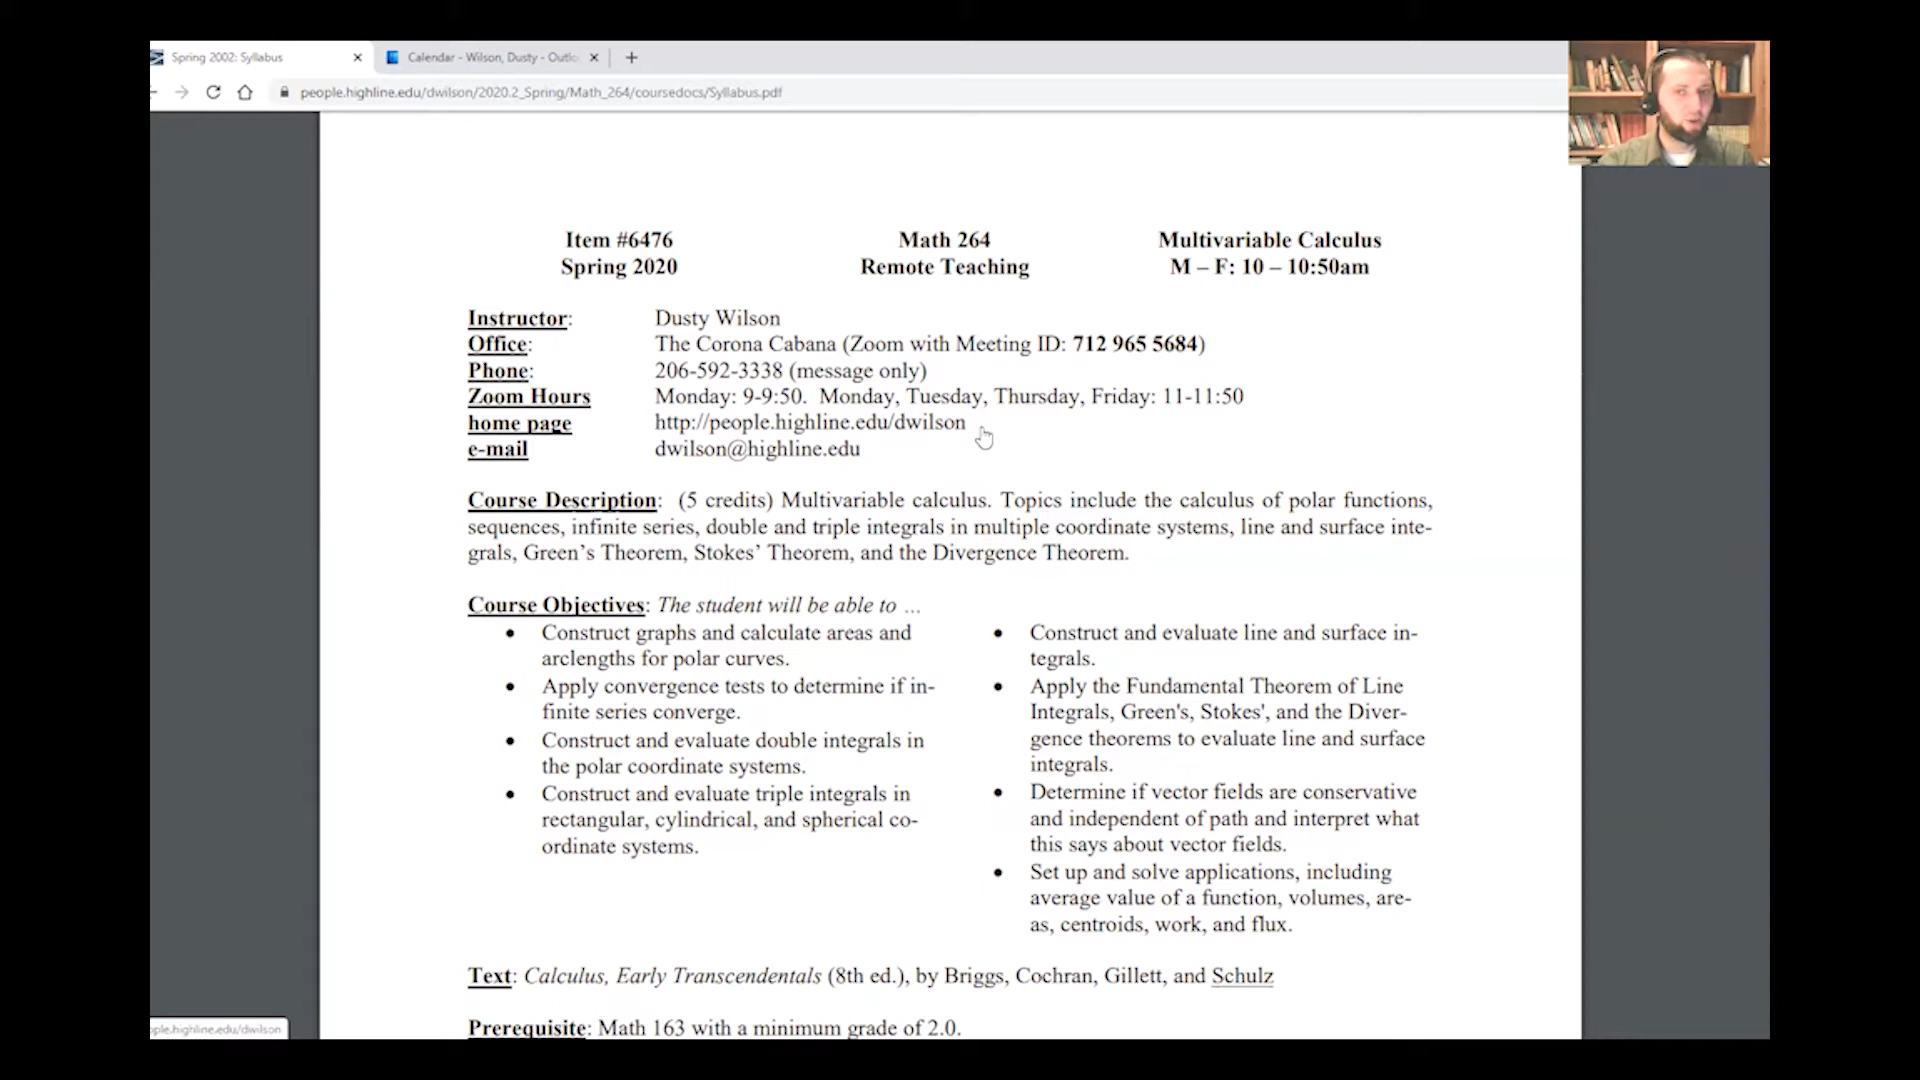 Spring 2002: Syllabus
Calendar - Wilson, Dusty - Outlo
people.highline.edu/dwilson/2020.2_Spring/Math_264/coursedocs/Syllabus.pdf
Item #6476 Math 264 Multivariable Calculus
Spring 2020 Remote Teaching M – F: 10 – 10:50am
Instructor: Dusty Wilson
Office: The Corona Cabana (Zoom with Meeting ID: 712 965 5684)
Phone: 206-592-3338 (message only)
Zoom Hours Monday: 9-9:50. Monday, Tuesday, Thursday, Friday: 11-11:50
home page http://people.highline.edu/dwilson
e-mail dwilson@highline.edu
Course Description: (5 credits) Multivariable calculus. Topics include the calculus of polar functions,
sequences, infinite series, double and triple integrals in multiple coordinate systems, line and surface inte-
grals, Green’s Theorem, Stokes’ Theorem, and the Divergence Theorem.
Course Objectives: The student will be able to ...
• Construct graphs and calculate areas and
arclengths for polar curves.
• Apply convergence tests to determine if in-
finite series converge.
• Construct and evaluate double integrals in
the polar coordinate systems.
• Construct and evaluate triple integrals in
rectangular, cylindrical, and spherical co-
ordinate systems.
• Construct and evaluate line and surface in-
tegrals.
• Apply the Fundamental Theorem of Line
Integrals, Green's, Stokes', and the Diver-
gence theorems to evaluate line and surface
integrals.
• Determine if vector fields are conservative
and independent of path and interpret what
this says about vector fields.
• Set up and solve applications, including
average value of a function, volumes, are-
as, centroids, work, and flux.
Text: Calculus, Early Transcendentals (8th ed.), by Briggs, Cochran, Gillett, and Schulz
Prerequisite: Math 163 with a minimum grade of 2.0.
ople.highline.edu/dwilson